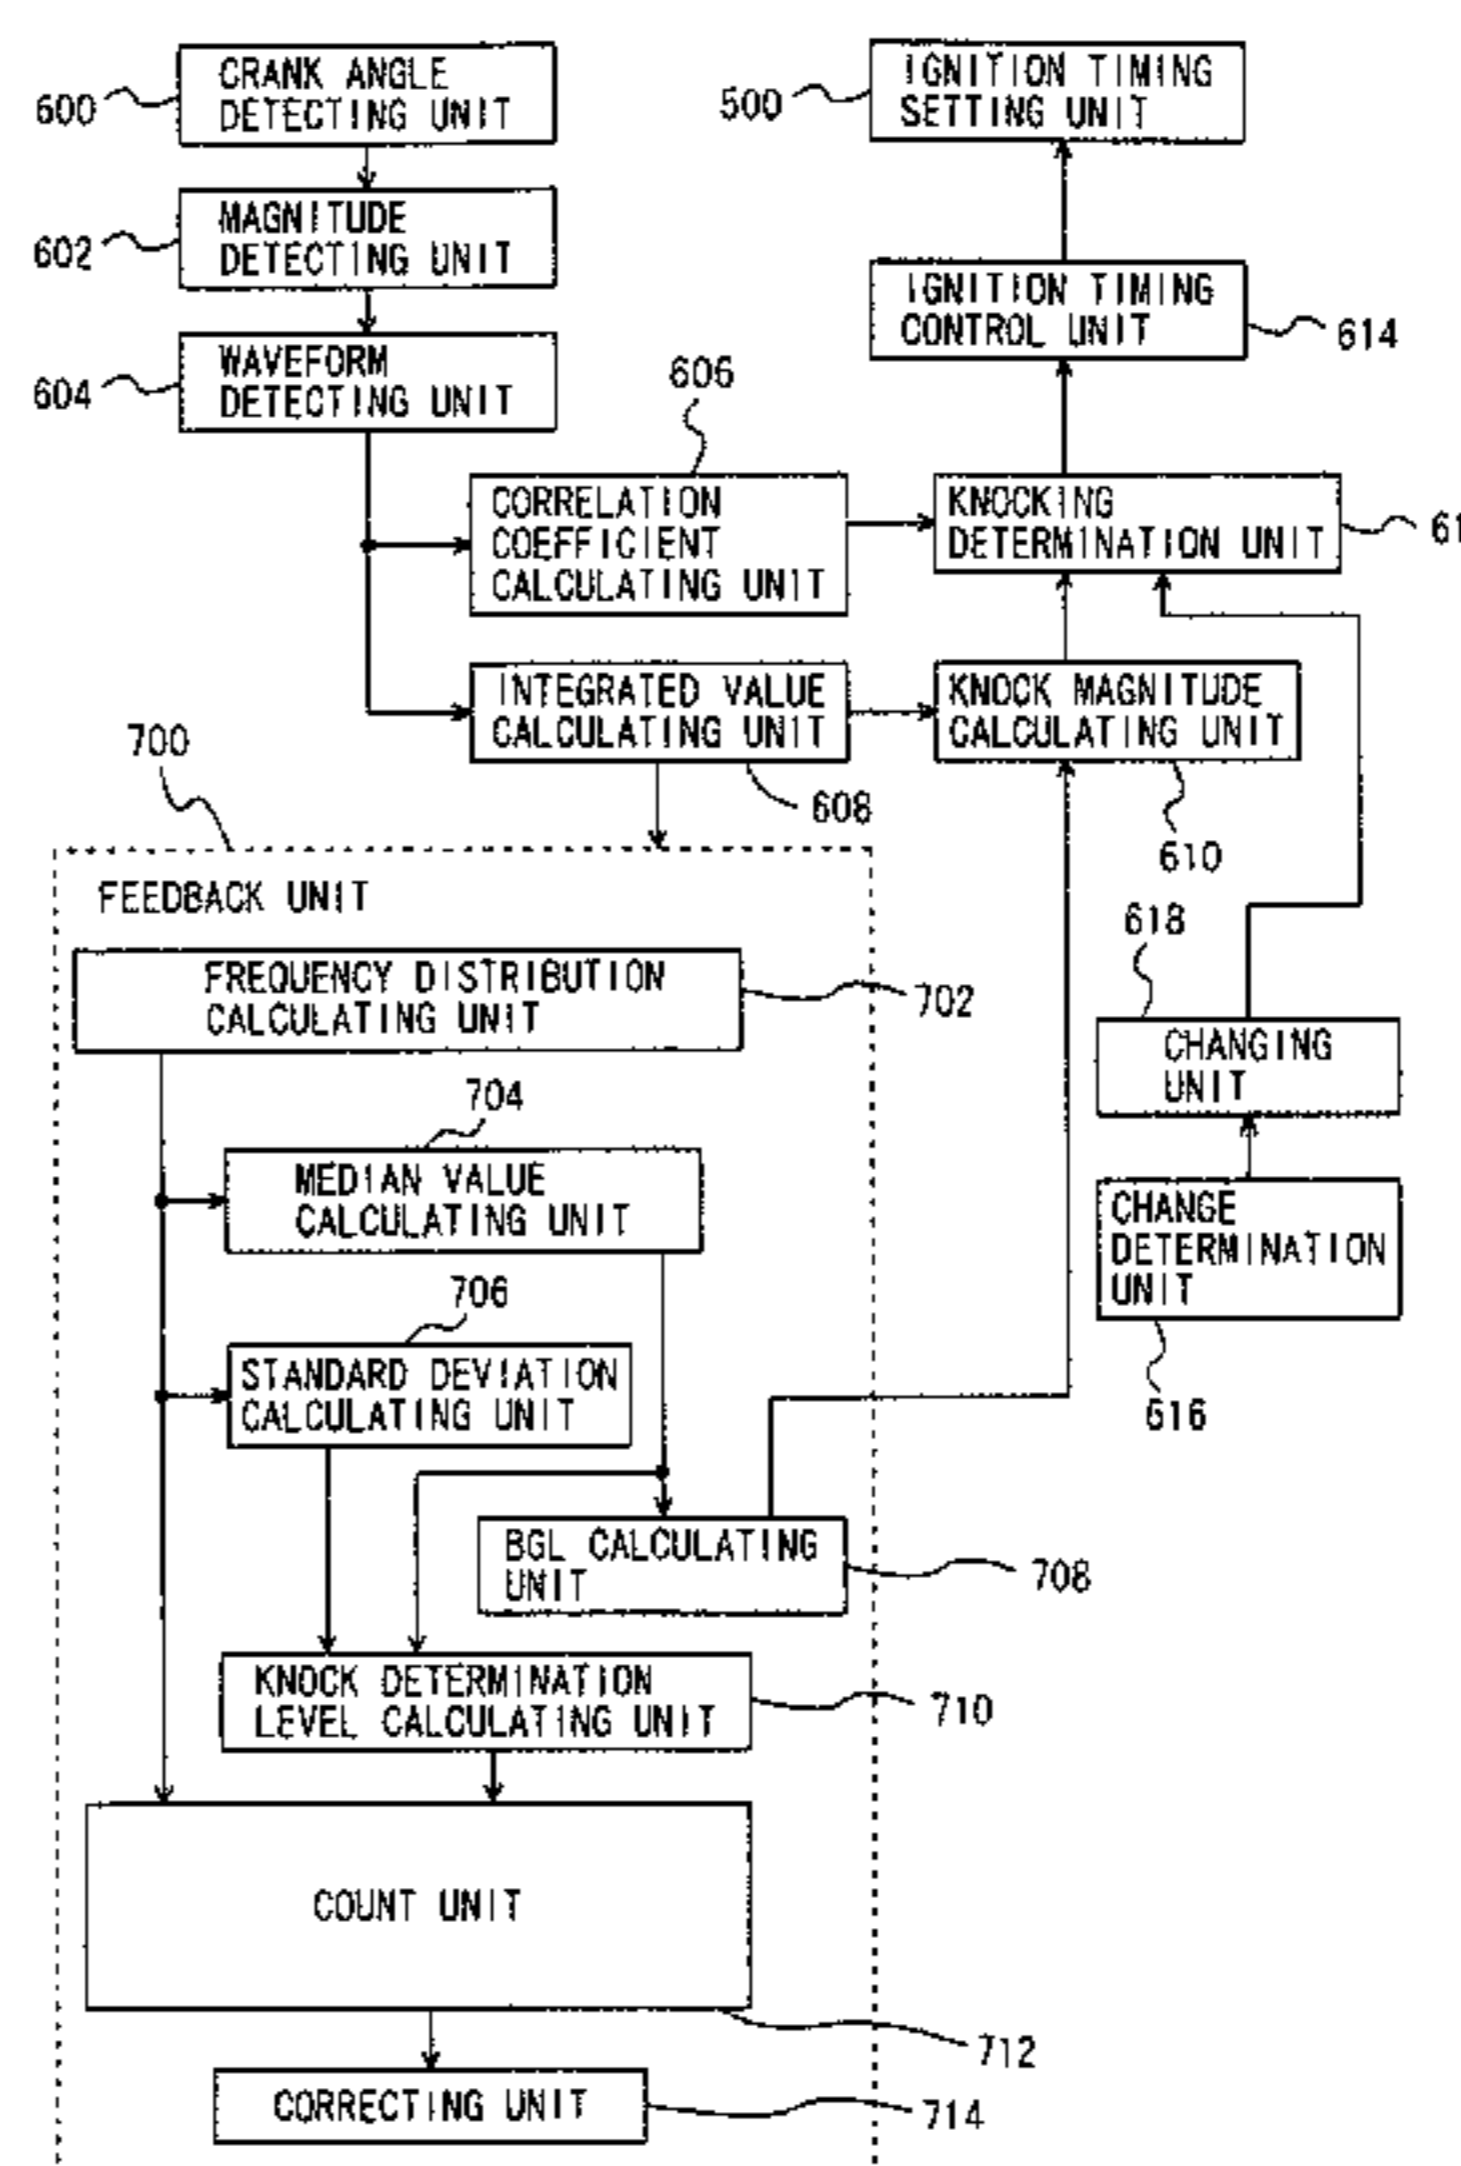 CRANK ANGLE
DETECTING UNIT
600
IGNITION TIMING
SETTING UNIT
500
MAGNITUDE
DETECTING UNIT
602
IGNITION TIMING
CONTROL UNIT
614
WAVEFORM
DETECTING UNIT
604
606
CORRELATION
COEFFICIENT
CALCULATING UNIT
KNOCKING
DETERMINATION UNIT
61
INTEGRATED VALUE
CALCULATING UNIT
608
KNOCK MAGNITUDE
CALCULATING UNIT
610
700
FEEDBACK UNIT
FREQUENCY DISTRIBUTION
CALCULATING UNIT
702
618
CHANGING
UNIT
704
MEDIAN VALUE
CALCULATING UNIT
CHANGE
DETERMINATION
UNIT
616
706
STANDARD DEVIATION
CALCULATING UNIT
BGL CALCULATING
UNIT
708
KNOCK DETERMINATION
LEVEL CALCULATING UNIT
710
COUNT UNIT
712
CORRECTING UNIT
714